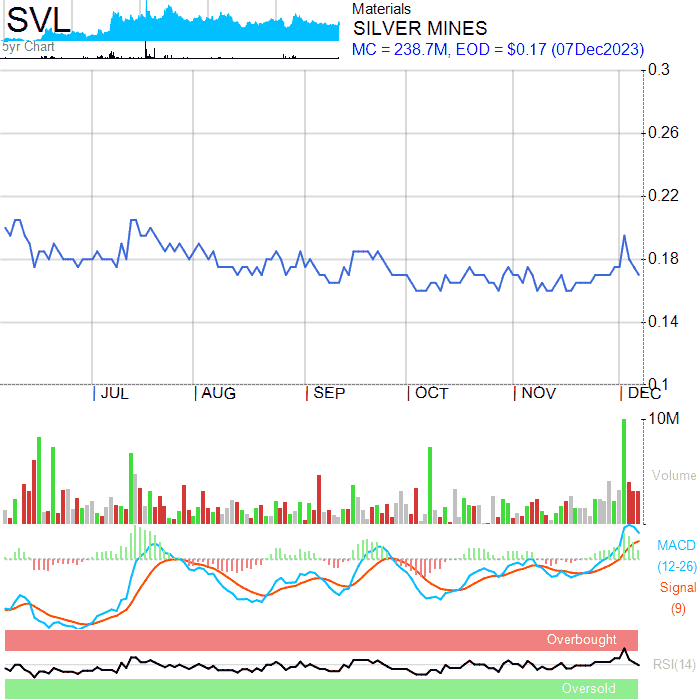 SVL
5yr Chart
Materials
SILVER MINES
MC = 238.7M, EOD = $0.17 (07Dec2023)
0.3
0.26
0.22
0.18
0.14
0.1
JUL AUG SEP OCT NOV DEC
10M
Volume
MACD
(12-26)
Signal
(9)
Overbought
RSI(14)
Oversold